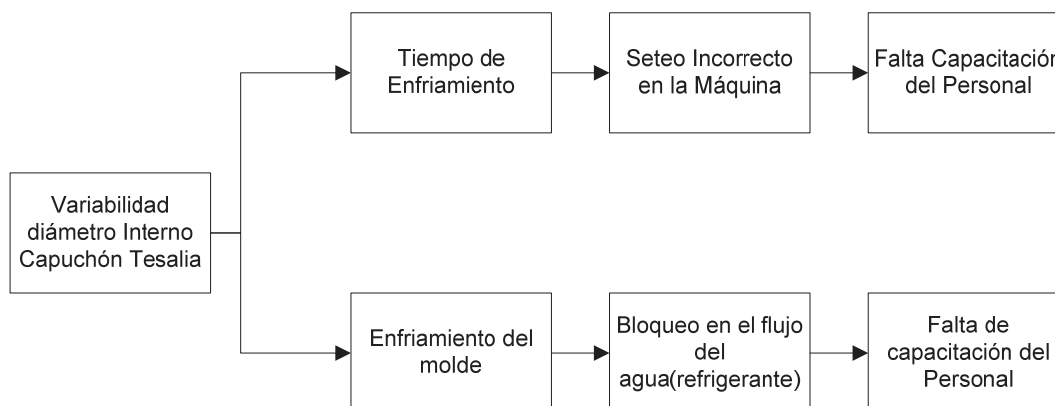 Tiempo de
Enfriamiento
Seteo Incorrecto
en la Máquina
Falta Capacitación
del Personal
Variabilidad
diámetro Interno
Capuchón Tesalia
Enfriamiento del
molde
Bloqueo en el flujo
del
agua(refrigerante)
Falta de
capacitación del
Personal